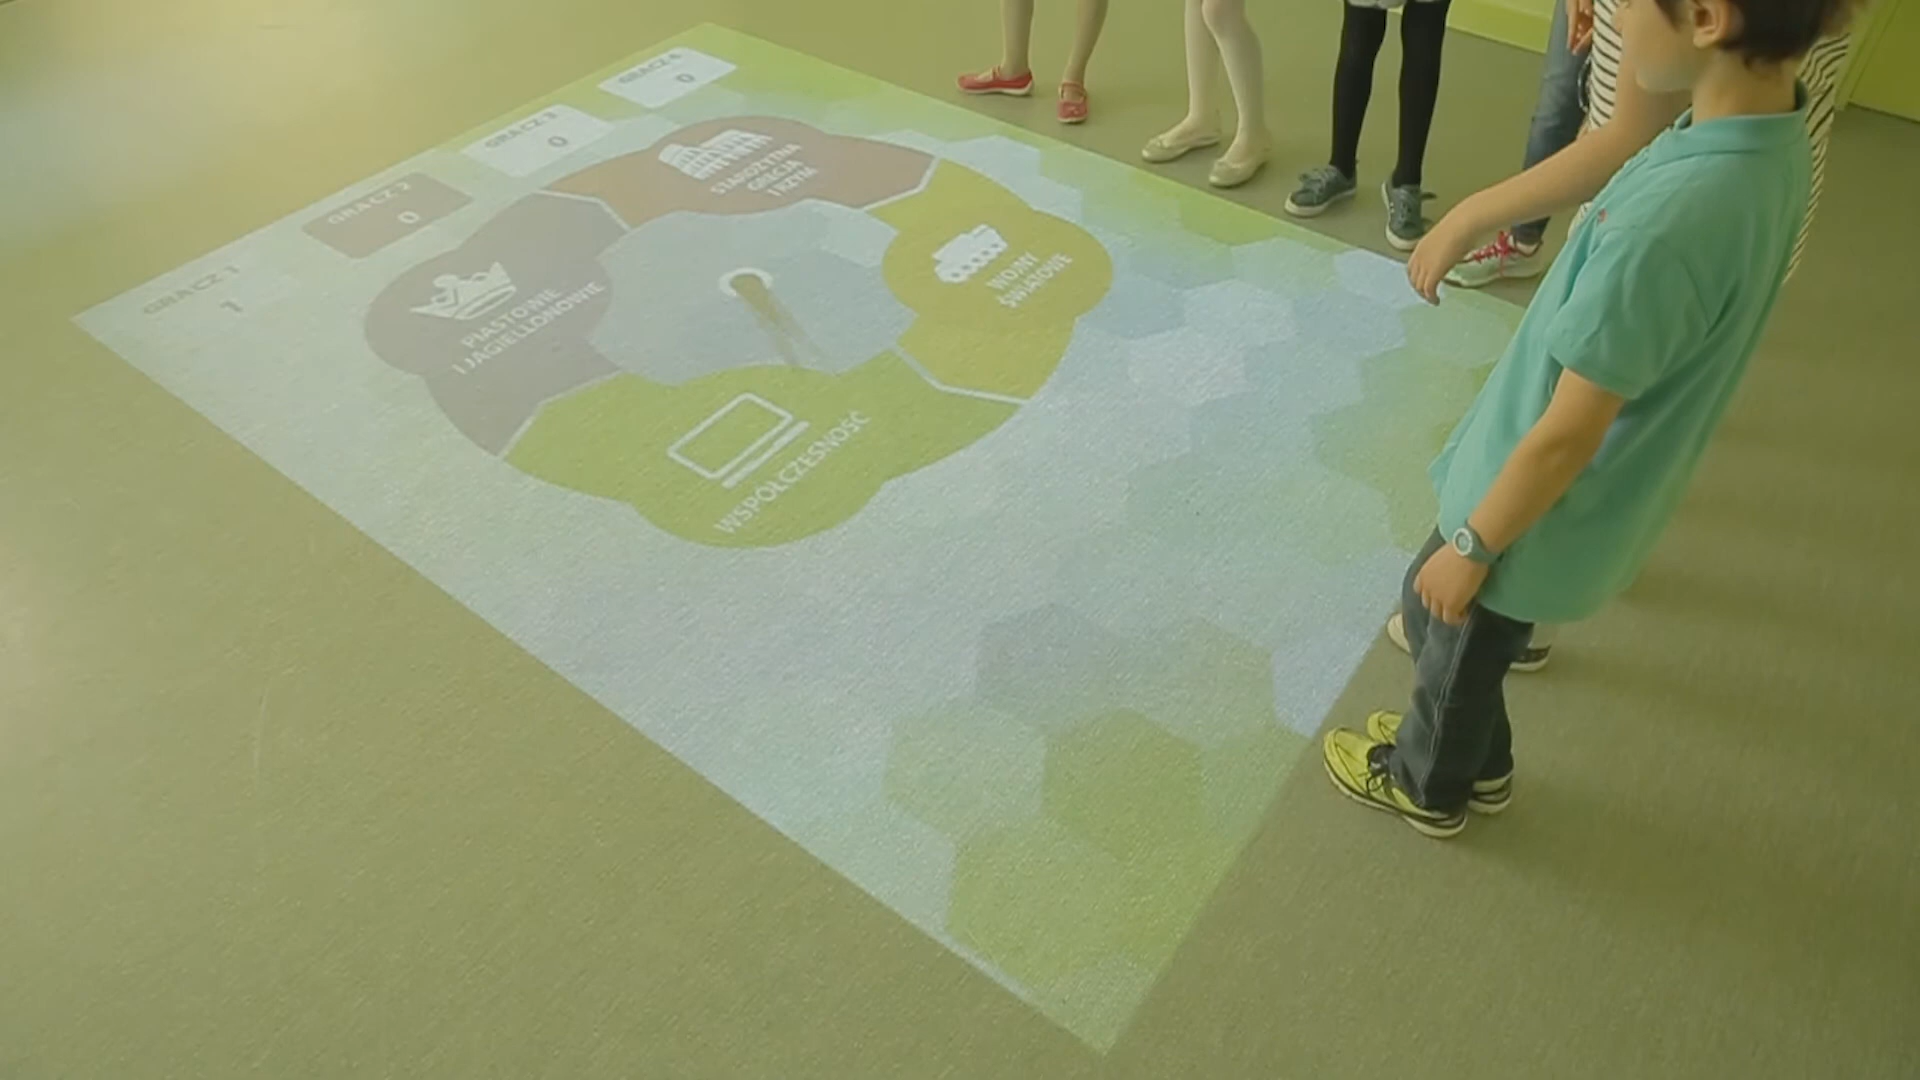 GRACZ 1
1
GRACZ 2
0
GRACZ 3
0
GRACZ 4
0
STAROŻYTNA
GRECJA
I RZYM
PIASTOWIE
I JAGIELLONOWIE
WOJNY
ŚWIATOWE
WSPÓŁCZESNOŚĆ